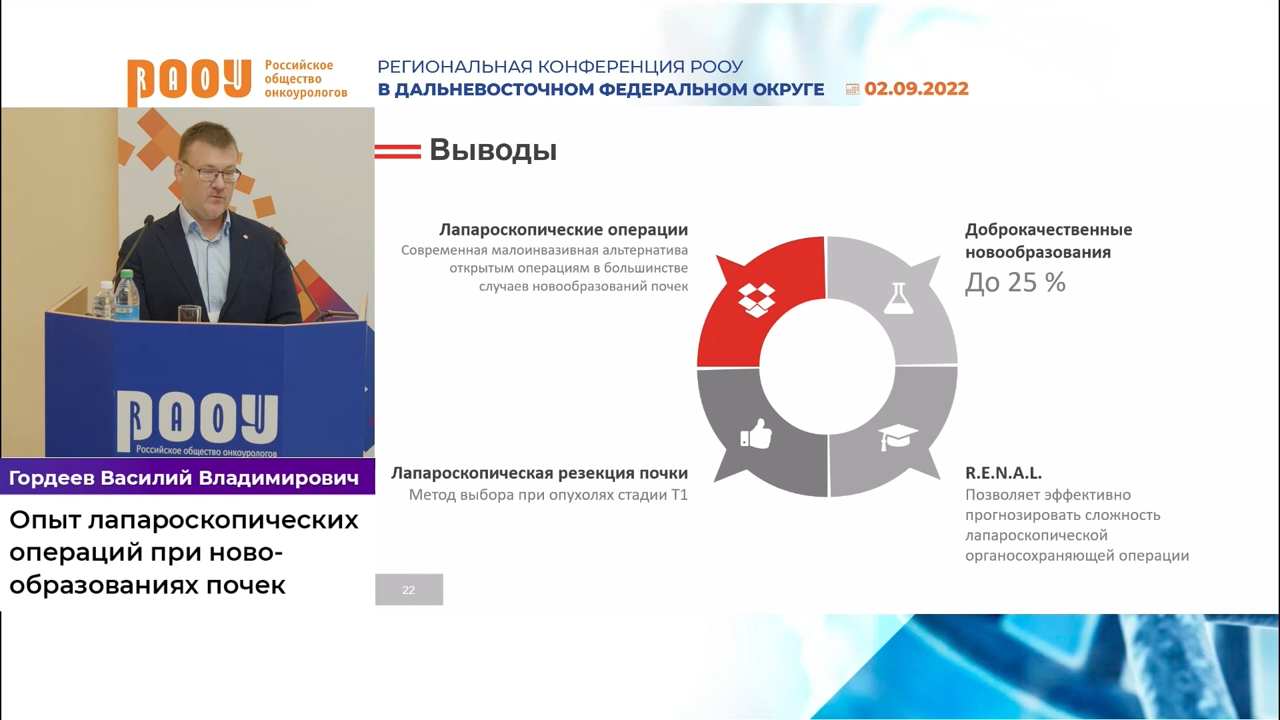 РООУ
RAOU
Российское
общество
онкоурологов
РЕГИОНАЛЬНАЯ КОНФЕРЕНЦИЯ РООУ
В ДАЛЬНЕВОСТОЧНОМ ФЕДЕРАЛЬНОМ ОКРУГЕ 02.09.2022
Выводы
Лапароскопические операции
Современная малоинвазивная альтернатива
открытым операциям в большинстве
случаев новообразований почек
Доброкачественные
новообразования
До 25 %
Лапароскопическая резекция почки
Метод выбора при опухолях стадии Т1
R.E.N.A.L.
Позволяет эффективно
прогнозировать сложность
лапароскопической
органосохраняющей операции
22
РООУ
RAOU
Российское общество онкоурологов
Гордеев Василий Владимирович
Опыт лапароскопических
операций при ново-
образованиях почек